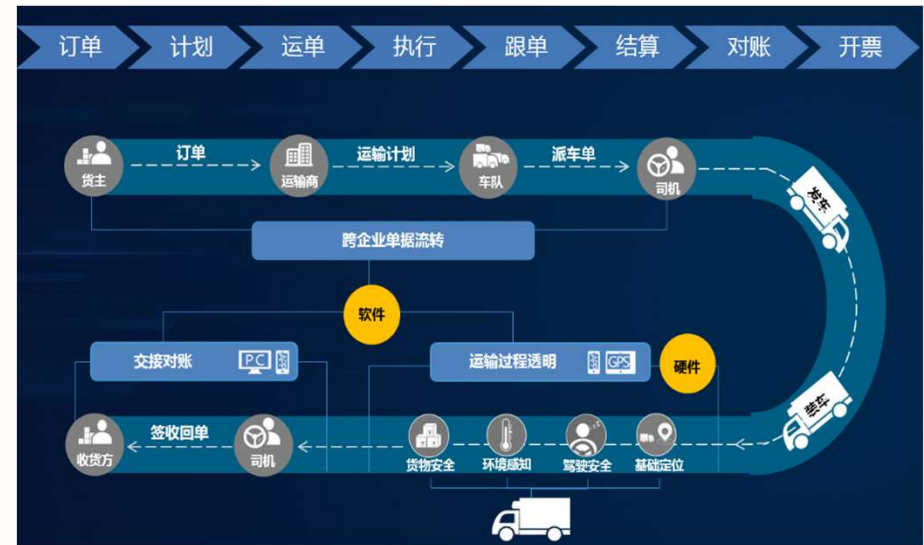 订单
计划
运单
执行
跟单
结算
对账
开票
订单
运输计划
派车单
货主
运输商
车队
司机
发车
跨企业单据流转
软件
交接对账
PC
APP
运输过程透明
APP
GPS
硬件
装车
签收回单
收货方
司机
货物安全
环境感知
驾驶安全
基础定位